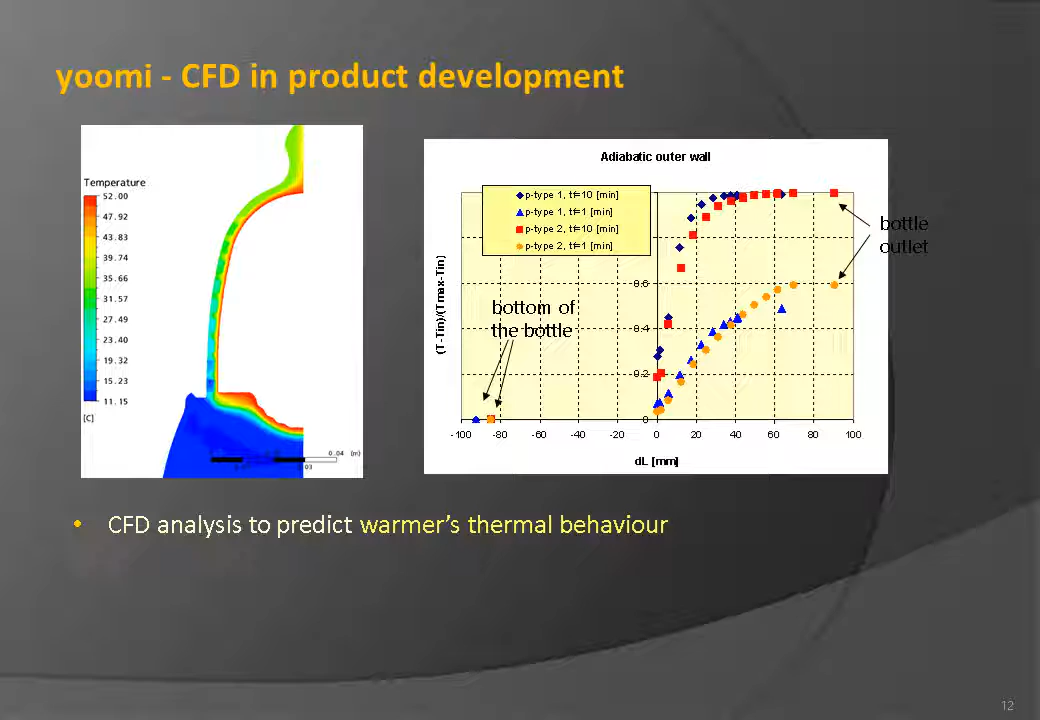 yoomi - CFD in product development
Temperature
52.00
47.92
43.83
39.74
35.66
31.57
27.49
23.40
19.32
15.23
11.15
[C]
0.04 (m)
0.03
Adiabatic outer wall
p-type 1, tf=10 [min]
p-type 1, tf=1 [min]
p-type 2, tf=10 [min]
p-type 2, tf=1 [min]
bottle
outlet
bottom of
the bottle
(T-Tin)/(Tmax-Tin)
0.6
0.4
0.2
0
-100 -80 -60 -40 -20 0 20 40 60 80 100
dL [mm]
• CFD analysis to predict warmer's thermal behaviour
12